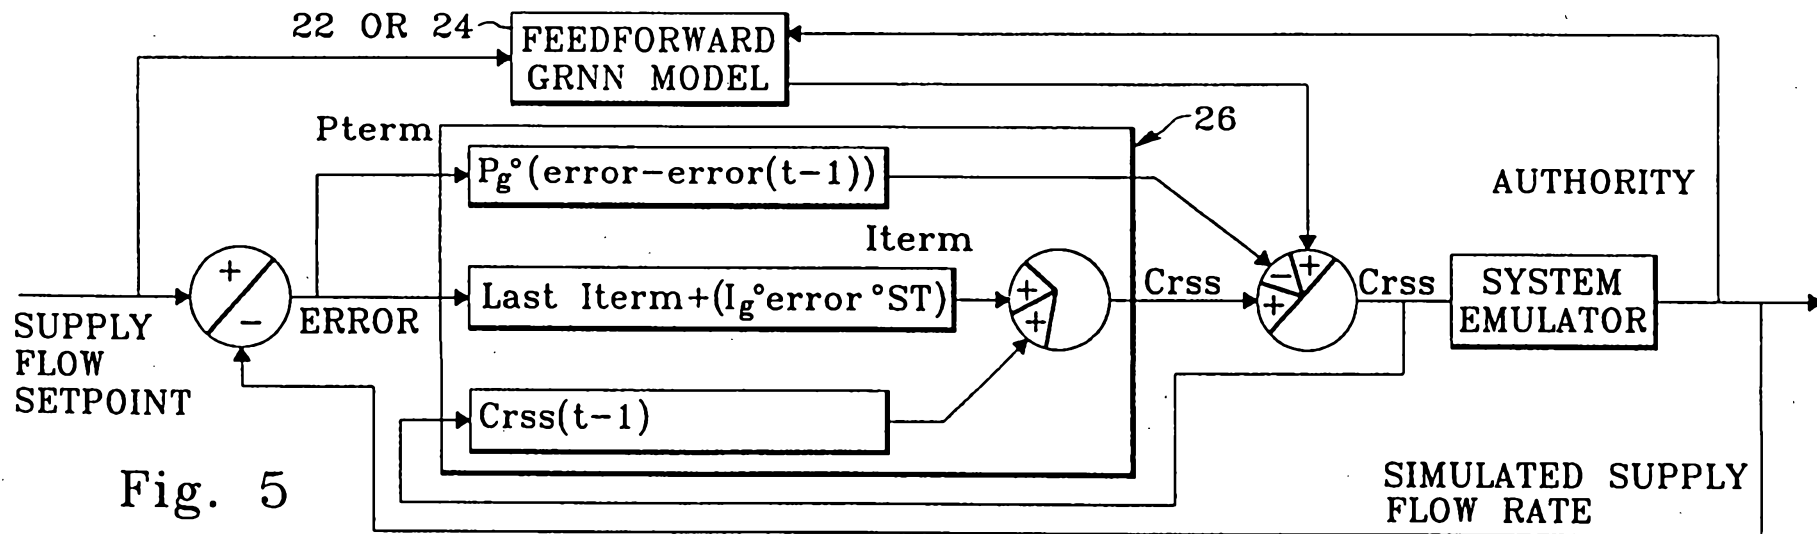 22 OR 24
FEEDFORWARD
GRNN MODEL
26
Pterm
Pg°(error-error(t-1))
AUTHORITY
Iterm
Last Iterm+(Ig°error°ST)
Crss
Crss
SYSTEM
EMULATOR
+
-
+
+
-
+
+
SUPPLY
FLOW
SETPOINT
ERROR
Crss(t-1)
Fig. 5
SIMULATED SUPPLY
FLOW RATE